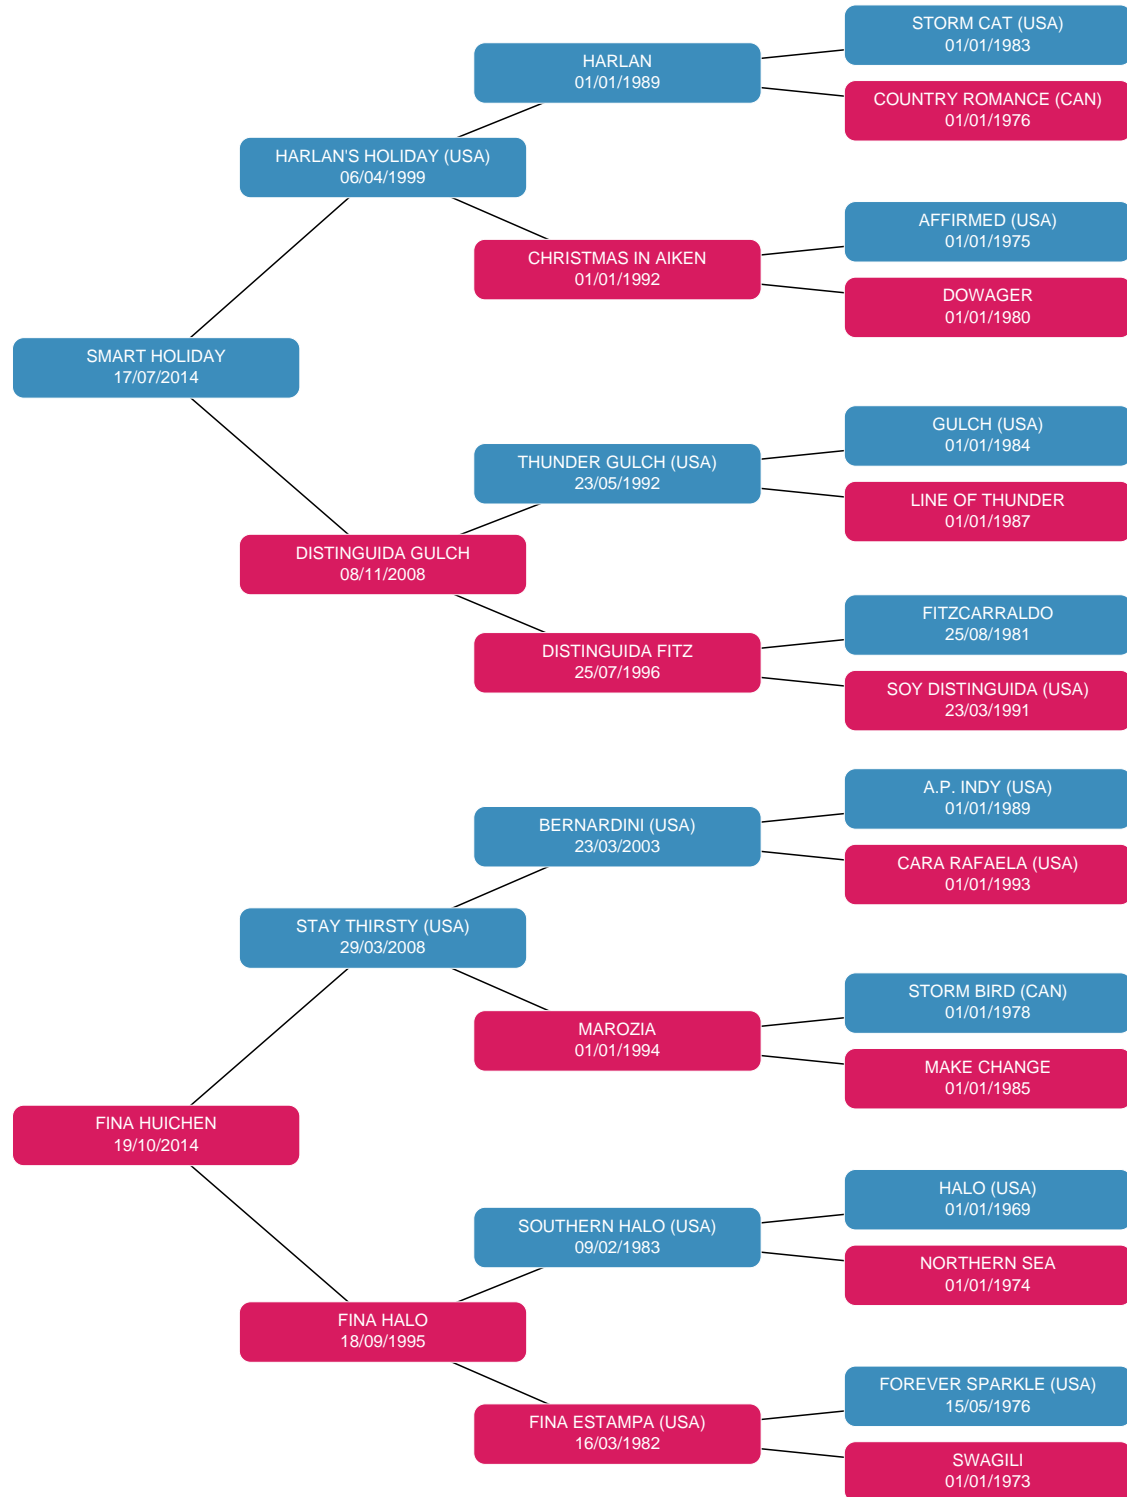 STORM CAT (USA)
01/01/1983
HARLAN
01/01/1989
COUNTRY ROMANCE (CAN)
01/01/1976
HARLAN'S HOLIDAY (USA)
06/04/1999
AFFIRMED (USA)
01/01/1975
CHRISTMAS IN AIKEN
01/01/1992
DOWAGER
01/01/1980
SMART HOLIDAY
17/07/2014
GULCH (USA)
01/01/1984
THUNDER GULCH (USA)
23/05/1992
LINE OF THUNDER
01/01/1987
DISTINGUIDA GULCH
08/11/2008
FITZCARRALDO
25/08/1981
DISTINGUIDA FITZ
25/07/1996
SOY DISTINGUIDA (USA)
23/03/1991
A.P. INDY (USA)
01/01/1989
BERNARDINI (USA)
23/03/2003
CARA RAFAELA (USA)
01/01/1993
STAY THIRSTY (USA)
29/03/2008
STORM BIRD (CAN)
01/01/1978
MAROZIA
01/01/1994
MAKE CHANGE
01/01/1985
FINA HUICHEN
19/10/2014
HALO (USA)
01/01/1969
SOUTHERN HALO (USA)
09/02/1983
NORTHERN SEA
01/01/1974
FINA HALO
18/09/1995
FOREVER SPARKLE (USA)
15/05/1976
FINA ESTAMPA (USA)
16/03/1982
SWAGILI
01/01/1973